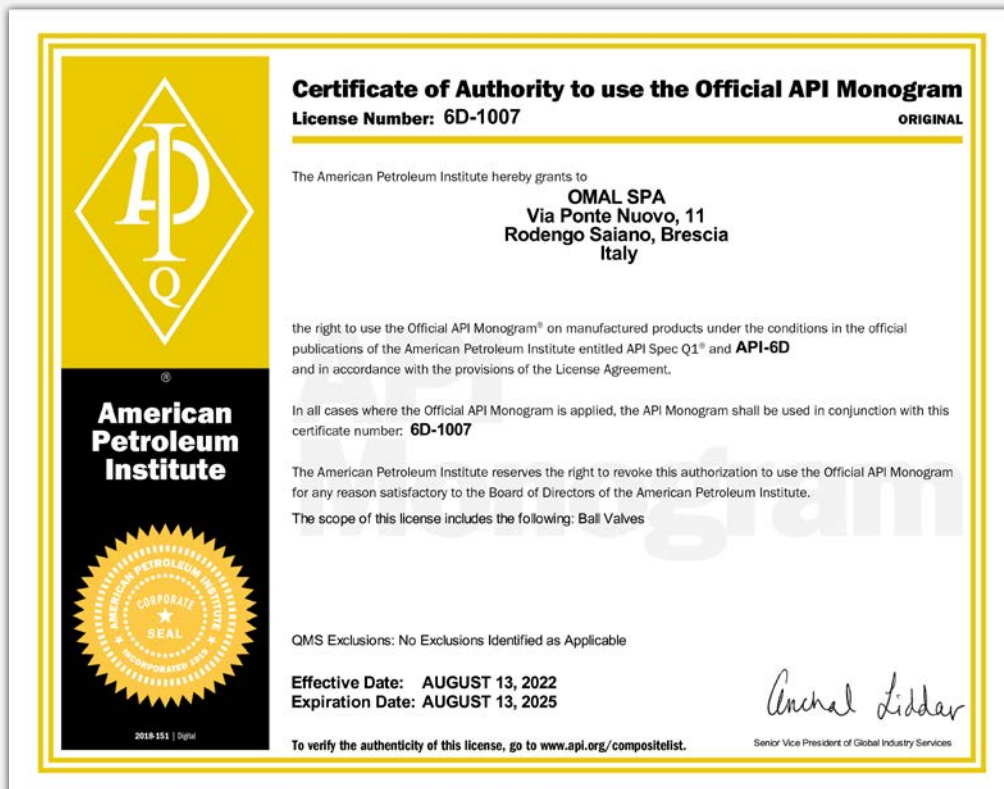 Certificate of Authority to use the Official API Monogram
License Number: 6D-1007
ORIGINAL
The American Petroleum Institute hereby grants to
OMAL SPA
Via Ponte Nuovo, 11
Rodengo Saiano, Brescia
Italy
the right to use the Official API Monogram® on manufactured products under the conditions in the official
publications of the American Petroleum Institute entitled API Spec Q1® and API-6D
and in accordance with the provisions of the License Agreement.
In all cases where the Official API Monogram is applied, the API Monogram shall be used in conjunction with this
certificate number: 6D-1007
The American Petroleum Institute reserves the right to revoke this authorization to use the Official API Monogram
for any reason satisfactory to the Board of Directors of the American Petroleum Institute.
The scope of this license includes the following: Ball Valves
QMS Exclusions: No Exclusions Identified as Applicable
Effective Date: AUGUST 13, 2022
Expiration Date: AUGUST 13, 2025
To verify the authenticity of this license, go to www.api.org/compositelist.
Anchal Liddar
Senior Vice President of Global Industry Services
API
Monogram
API
Q
®
American
Petroleum
Institute
AMERICAN PETROLEUM INSTITUTE
CORPORATE
SEAL
INCORPORATED 1919
2018-151 | Digital